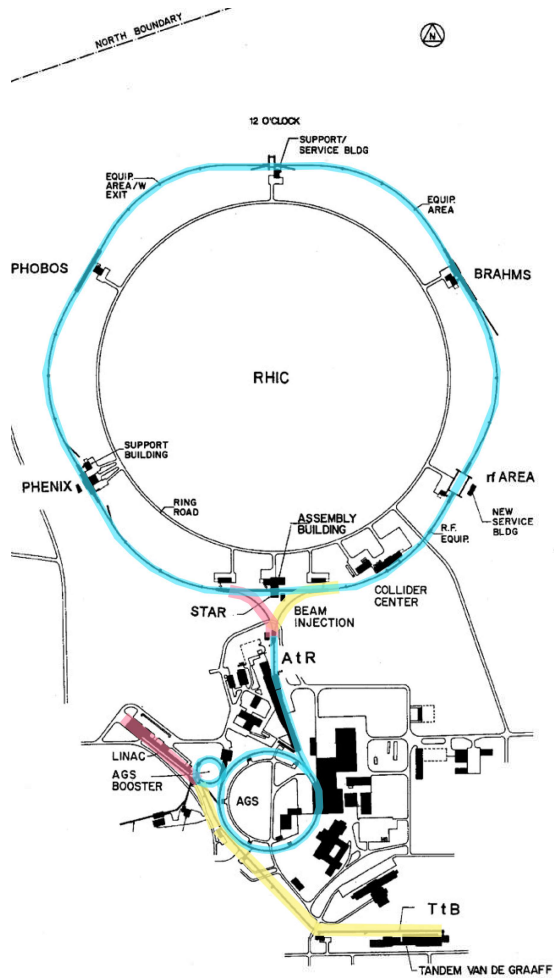 NORTH BOUNDARY
N
12 O'CLOCK
SUPPORT/
SERVICE BLDG
EQUIP.
AREA/W
EXIT
EQUIP.
AREA
PHOBOS
BRAHMS
RHIC
SUPPORT
BUILDING
PHENIX
rf AREA
NEW
SERVICE
BLDG
RING
ROAD
ASSEMBLY
BUILDING
R.F.
EQUIP.
STAR
BEAM
INJECTION
COLLIDER
CENTER
AtR
LINAC
AGS
BOOSTER
AGS
TtB
TANDEM VAN DE GRAAFF